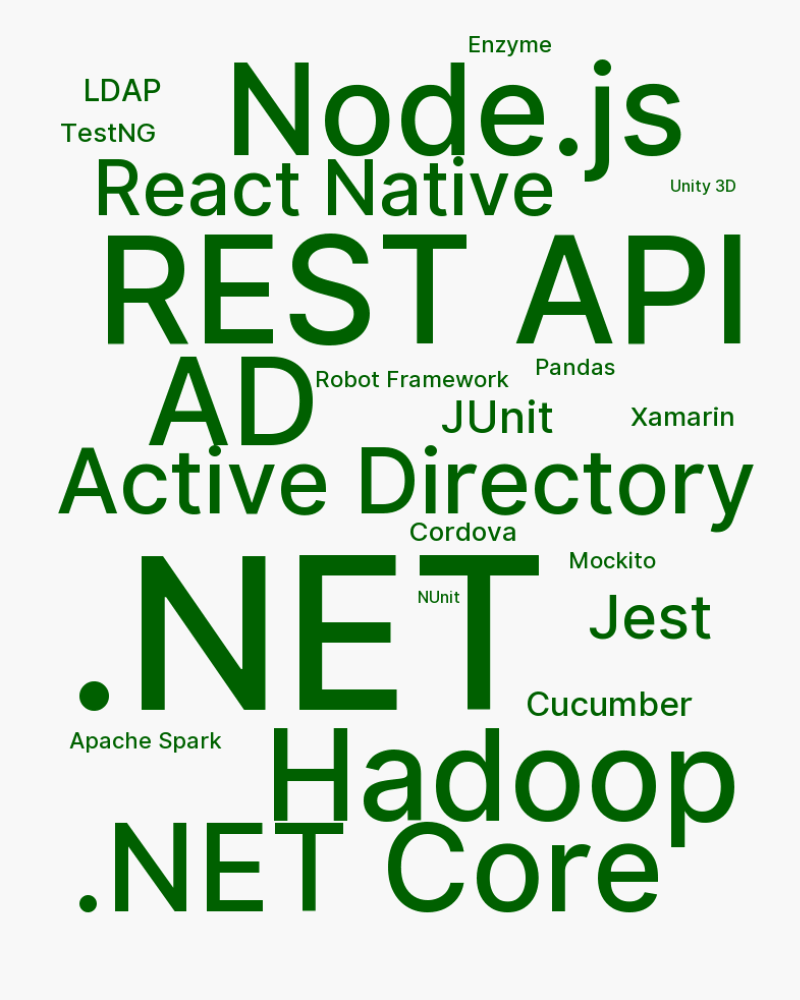 Enzyme
Node.js
LDAP
TestNG
React Native
Unity 3D
REST API
AD
Robot Framework
Pandas
JUnit
Xamarin
Active Directory
Cordova
.NET
NUnit
Mockito
Jest
Cucumber
Apache Spark
Hadoop
.NET Core